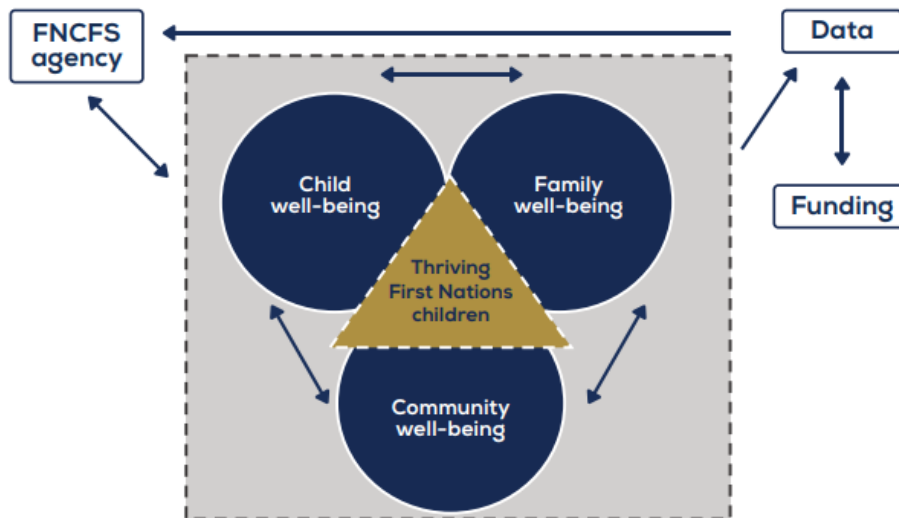 FNCFS
agency
Data
Child
well-being
Family
well-being
Funding
Thriving
First Nations
children
Community
well-being